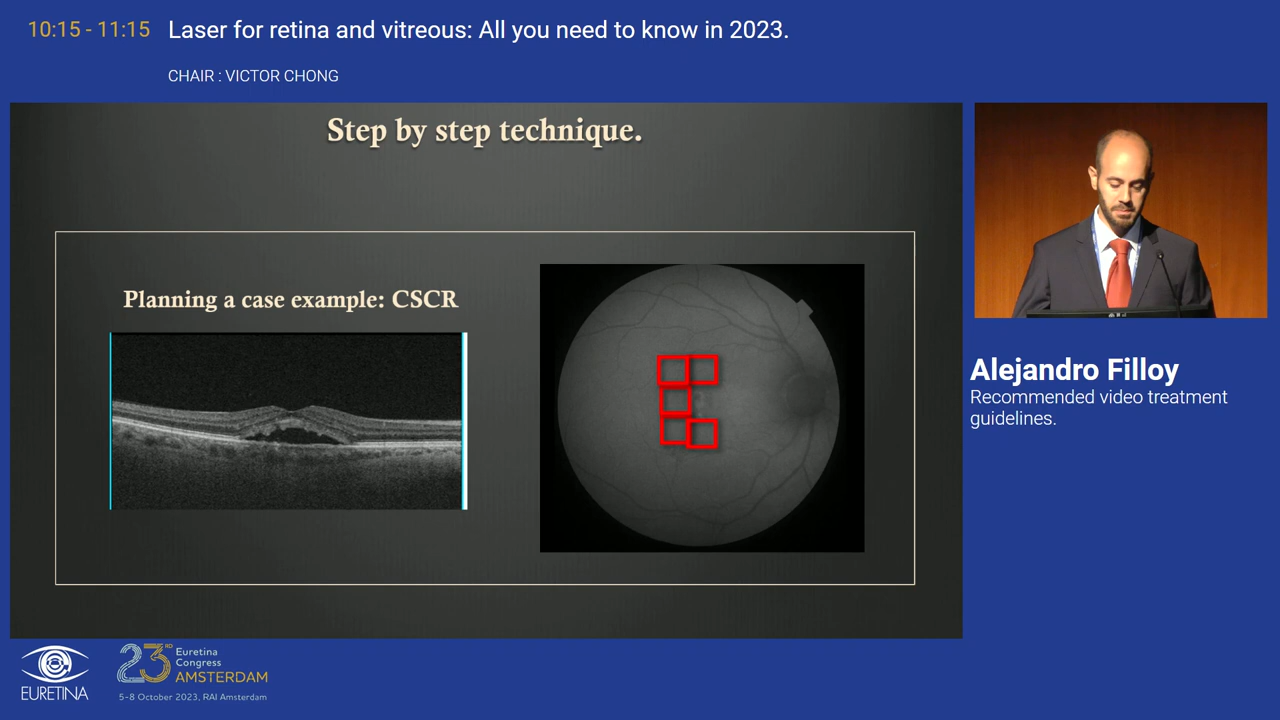 10:15 - 11:15 Laser for retina and vitreous: All you need to know in 2023.
CHAIR : VICTOR CHONG
Step by step technique.
Planning a case example: CSCR
Alejandro Filloy
Recommended video treatment
guidelines.
EURETINA
23RD
Euretina
Congress
AMSTERDAM
5-8 October 2023, RAI Amsterdam